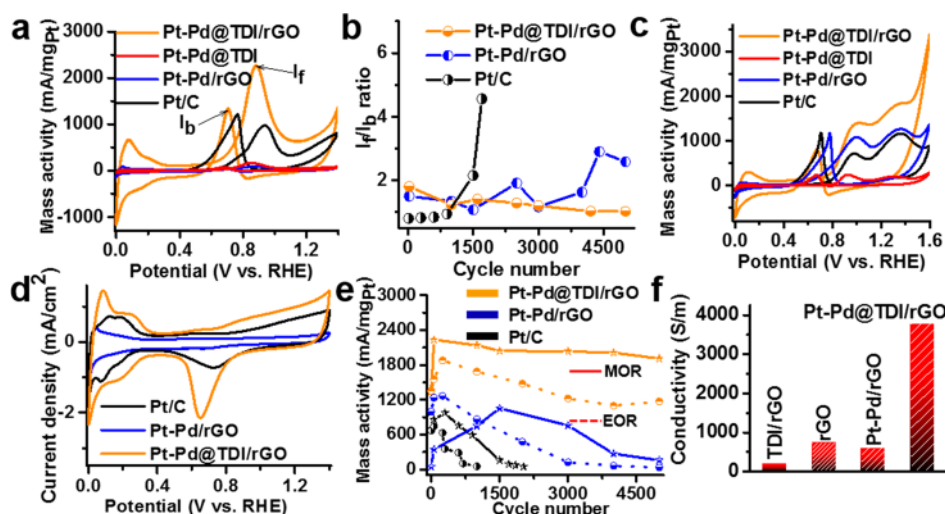 a
Mass activity (mA/mgPt)
3000
2000
1000
0
-1000
Pt-Pd@TDI/rGO
Pt-Pd@TDI
Pt-Pd/rGO
Pt/C
If
Ib
0.0 0.4 0.8 1.2
Potential (V vs. RHE)
b
If/Ib ratio
6
4
2
Pt-Pd@TDI/rGO
Pt-Pd/rGO
Pt/C
0 1500 3000 4500
Cycle number
c
Mass activity (mA/mgPt)
3000
2000
1000
0
-1000
Pt-Pd@TDI/rGO
Pt-Pd@TDI
Pt-Pd/rGO
Pt/C
0.0 0.4 0.8 1.2 1.6
Potential (V vs. RHE)
d
Current density (mA/cm2)
0
-2
Pt/C
Pt-Pd/rGO
Pt-Pd@TDI/rGO
0.0 0.4 0.8 1.2
Potential (V vs. RHE)
e
Mass activity (mA/mgPt)
3000
2400
1800
1200
600
0
Pt-Pd@TDI/rGO
Pt-Pd/rGO
Pt/C
MOR
EOR
0 1500 3000 4500
Cycle number
f
Conductivity (S/m)
4000
3000
2000
1000
0
Pt-Pd@TDI/rGO
TDI/rGO
rGO
Pt-Pd/rGO